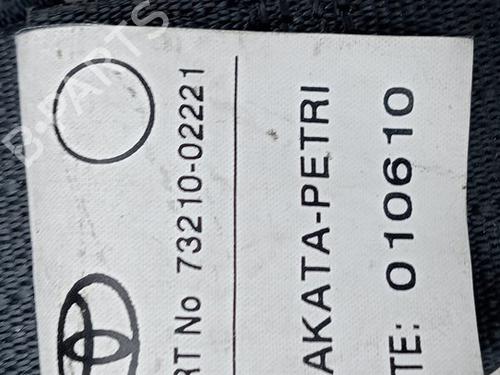 RT No 73210-02221
AKATA-PETRI
TE: 010610
B-PARTS